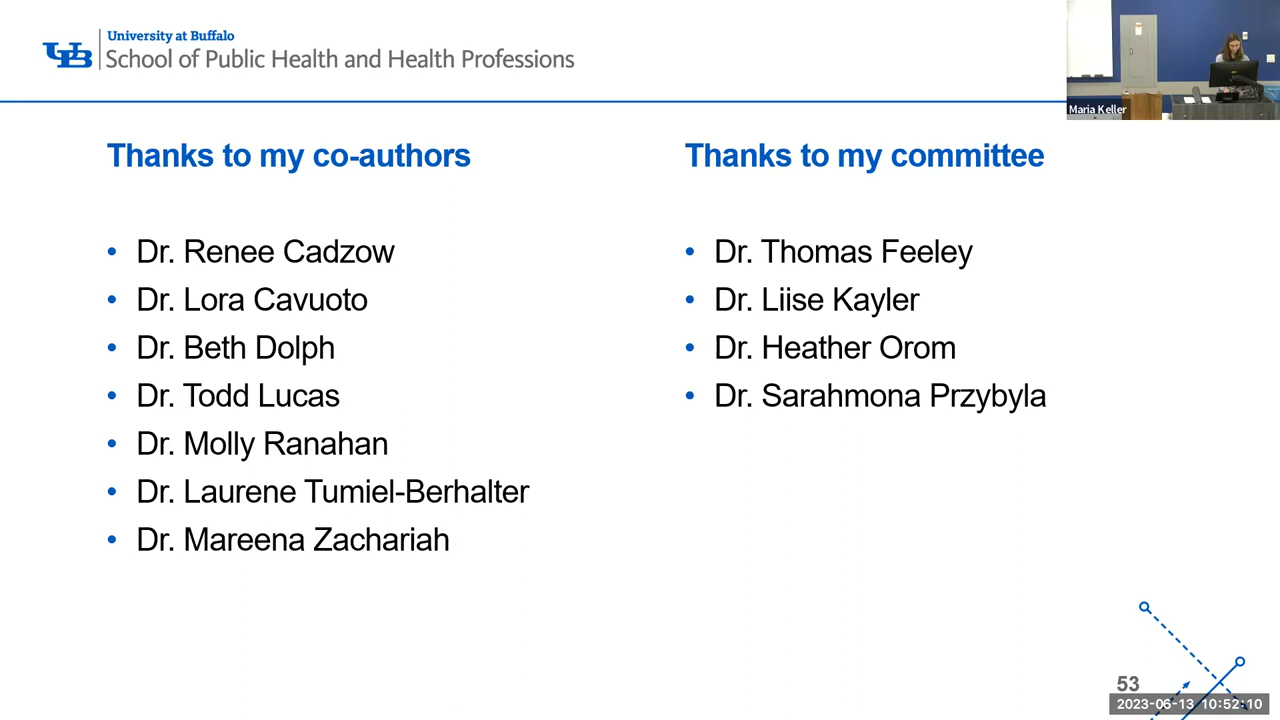 University at Buffalo
School of Public Health and Health Professions
Maria Keller
Thanks to my co-authors
• Dr. Renee Cadzow
• Dr. Lora Cavuoto
• Dr. Beth Dolph
• Dr. Todd Lucas
• Dr. Molly Ranahan
• Dr. Laurene Tumiel-Berhalter
• Dr. Mareena Zachariah
Thanks to my committee
• Dr. Thomas Feeley
• Dr. Liise Kayler
• Dr. Heather Orom
• Dr. Sarahmona Przybyla
53
2023-06-13 10:52:10